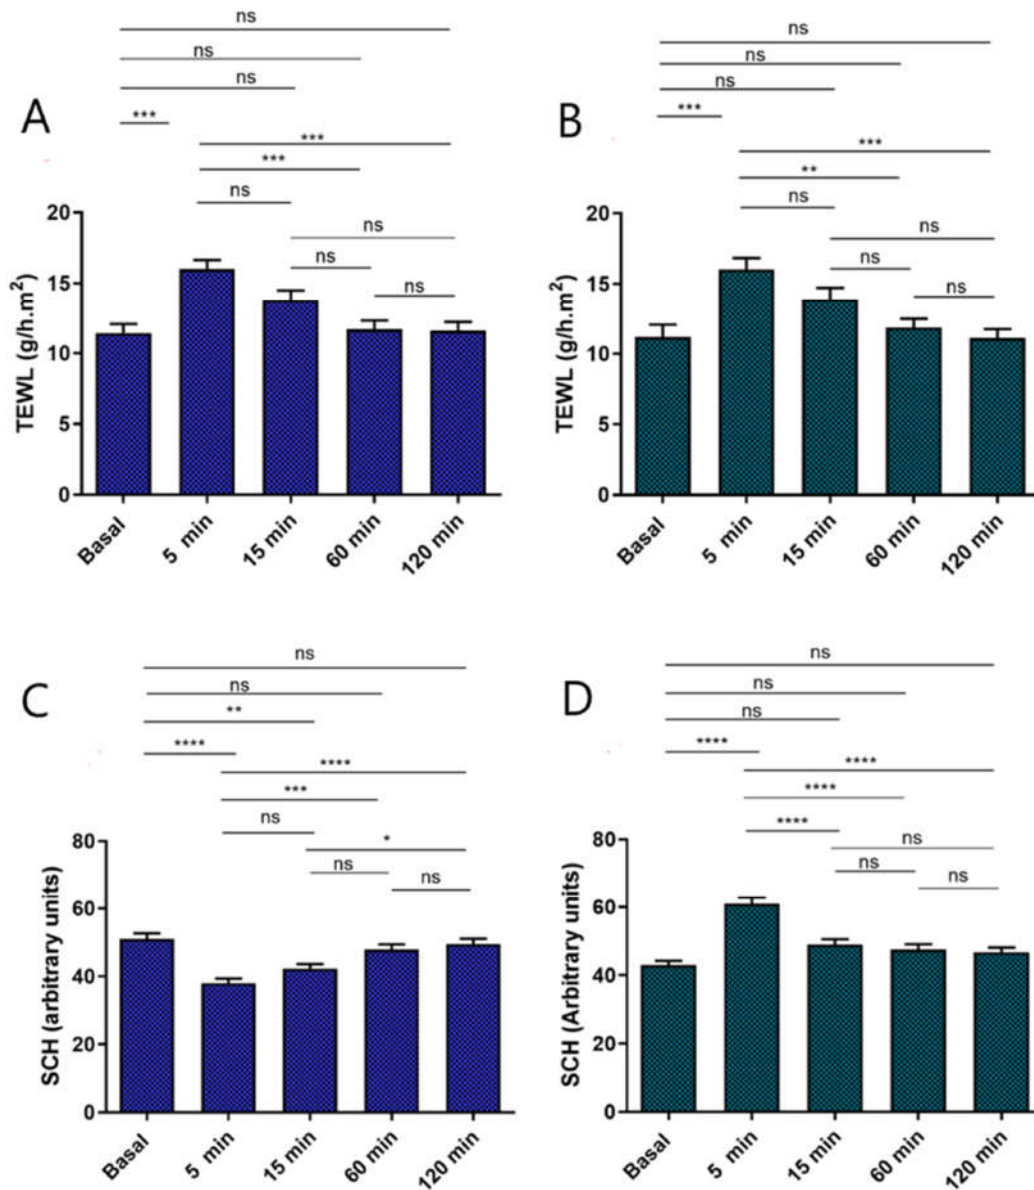 ns
ns
ns
***
***
***
ns
ns
ns
ns
A
TEWL (g/h.m²)
20
15
10
5
0
Basal
5 min
15 min
60 min
120 min
ns
ns
ns
***
***
**
ns
ns
ns
ns
B
TEWL (g/h.m²)
20
15
10
5
0
Basal
5 min
15 min
60 min
120 min
ns
ns
**
****
****
***
ns
*
ns
ns
C
SCH (arbitrary units)
80
60
40
20
0
Basal
5 min
15 min
60 min
120 min
ns
ns
ns
****
****
****
****
ns
ns
ns
D
SCH (Arbitrary units)
80
60
40
20
0
Basal
5 min
15 min
60 min
120 min